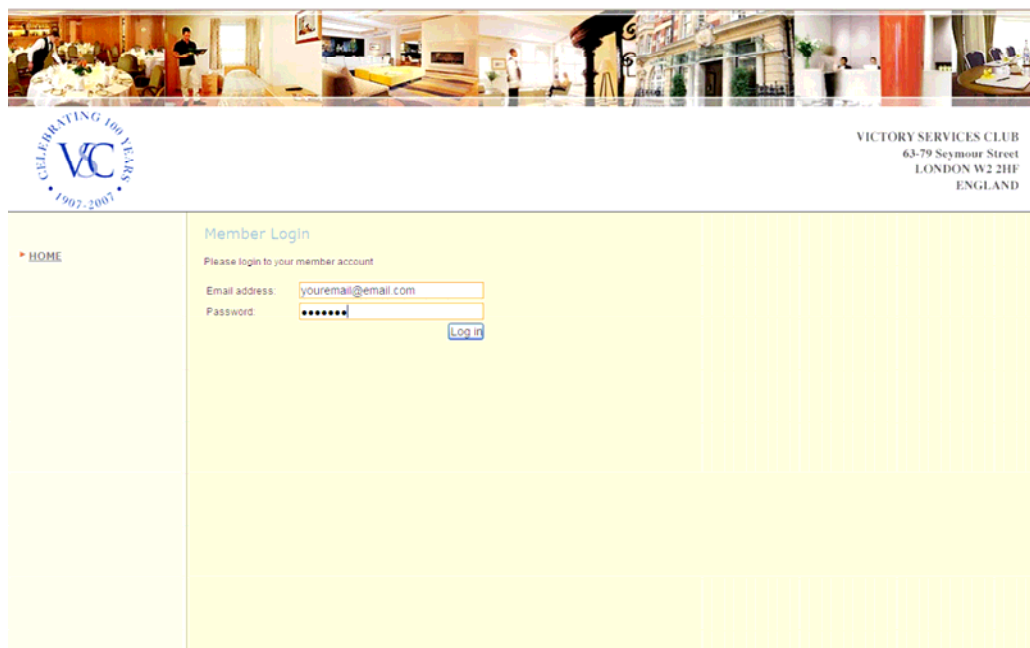 CELEBRATING 100 YEARS
VSC
• 1907-2007 •
VICTORY SERVICES CLUB
63-79 Seymour Street
LONDON W2 2HF
ENGLAND
HOME
Member Login
Please login to your member account
Email address: youremail@email.com
Password: •••••••
Log in